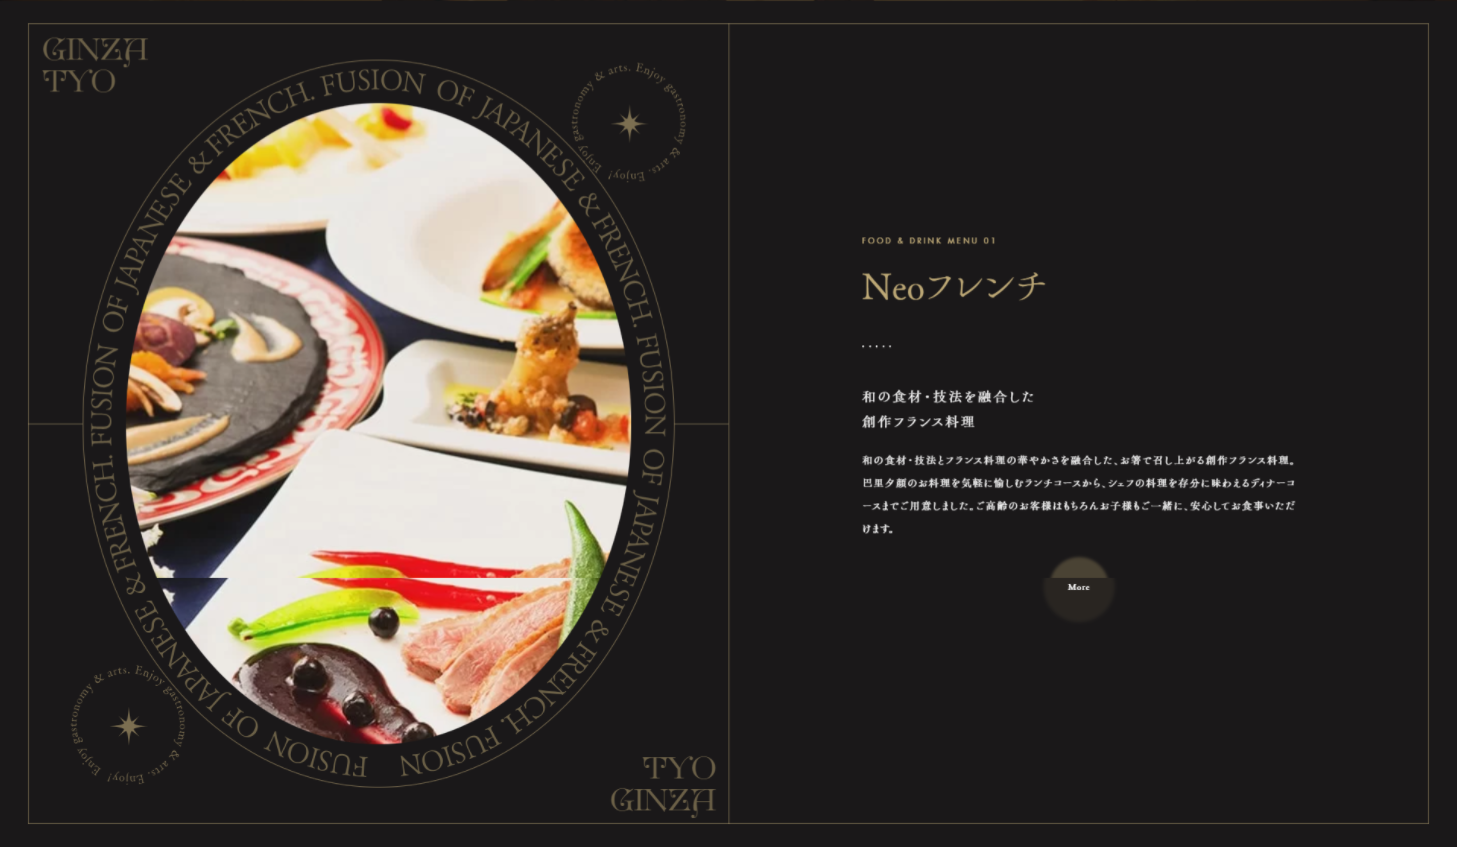 GINZA
TYO
FUSION OF JAPANESE & FRENCH. FUSION OF JAPANESE & FRENCH. FUSION OF JAPANESE & FRENCH. FUSION OF JAPANESE & FRENCH. FUSION
Enjoy gastronomy & arts. Enjoy! Enjoy gastronomy & arts.
Enjoy gastronomy & arts. Enjoy! Enjoy gastronomy & arts.
TYO
GINZA
FOOD & DRINK MENU 01
Neoフレンチ
.....
和の食材・技法を融合した
創作フランス料理
和の食材・技法とフランス料理の華やかさを融合した、お箸で召し上がる創作フランス料理。
巴里夕顔のお料理を気軽に愉しむランチコースから、シェフの料理を存分に味わえるディナーコ
ースまでご用意しました。ご高齢のお客様はもちろんお子様もご一緒に、安心してお食事いただ
けます。
More